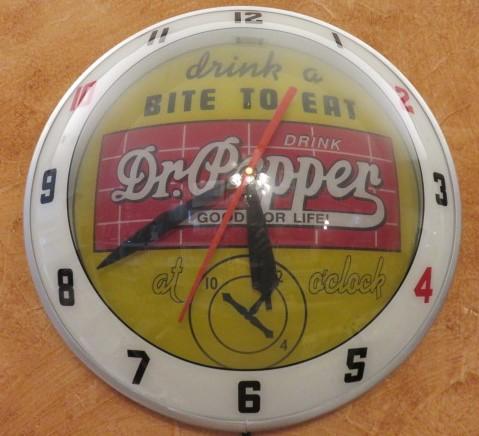 12
11
1
10
2
9
3
8
4
7
5
6
drink a
BITE TO EAT
DRINK
Dr. Pepper
GOOD FOR LIFE!
at
o'clock
10
2
4